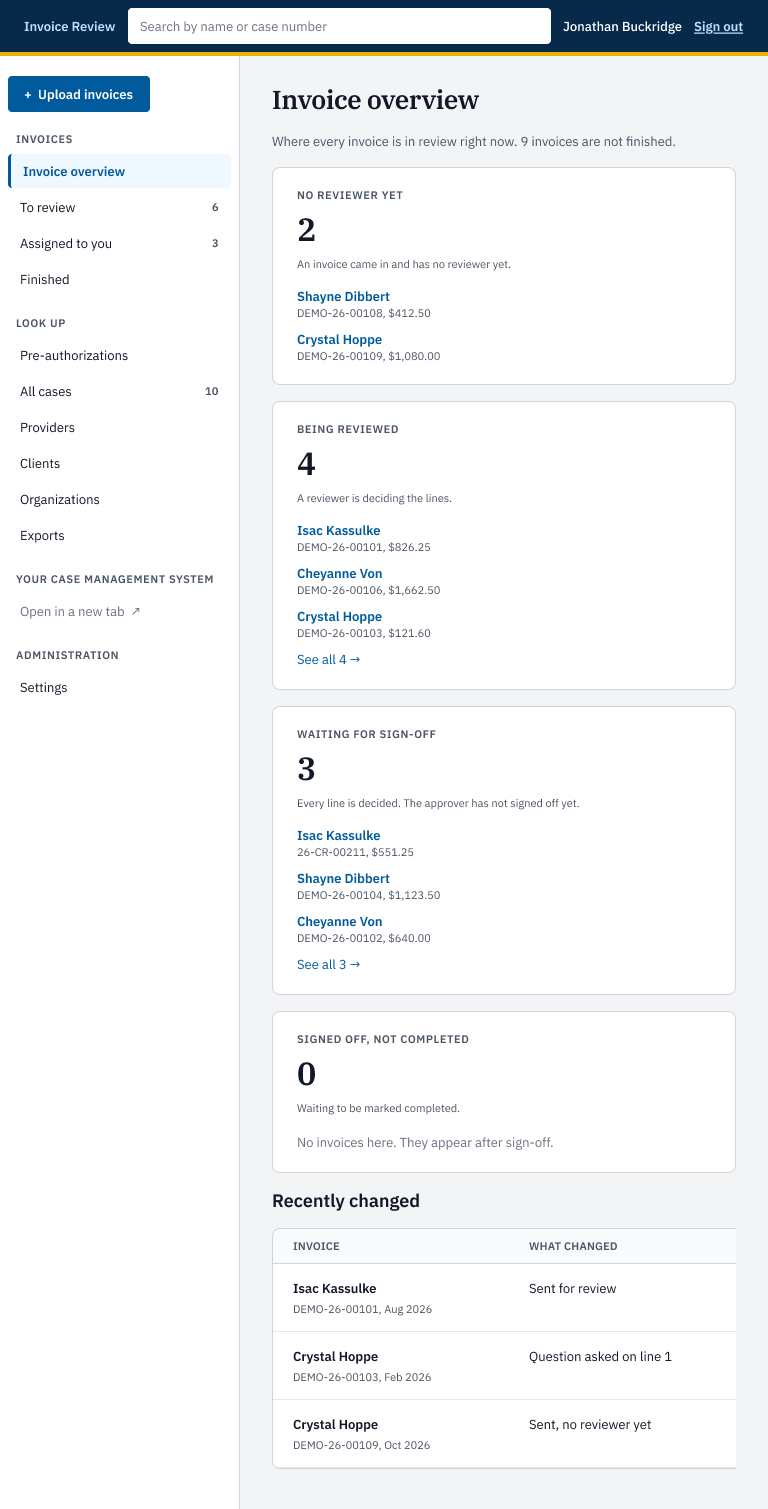 Invoice Review
Search by name or case number
Jonathan Buckridge
Sign out
+ Upload invoices
INVOICES
Invoice overview
To review 6
Assigned to you 3
Finished
LOOK UP
Pre-authorizations
All cases 10
Providers
Clients
Organizations
Exports
YOUR CASE MANAGEMENT SYSTEM
Open in a new tab ↗
ADMINISTRATION
Settings
Invoice overview
Where every invoice is in review right now. 9 invoices are not finished.
NO REVIEWER YET
2
An invoice came in and has no reviewer yet.
Shayne Dibbert
DEMO-26-00108, $412.50
Crystal Hoppe
DEMO-26-00109, $1,080.00
BEING REVIEWED
4
A reviewer is deciding the lines.
Isac Kassulke
DEMO-26-00101, $826.25
Cheyanne Von
DEMO-26-00106, $1,662.50
Crystal Hoppe
DEMO-26-00103, $121.60
See all 4 →
WAITING FOR SIGN-OFF
3
Every line is decided. The approver has not signed off yet.
Isac Kassulke
26-CR-00211, $551.25
Shayne Dibbert
DEMO-26-00104, $1,123.50
Cheyanne Von
DEMO-26-00102, $640.00
See all 3 →
SIGNED OFF, NOT COMPLETED
0
Waiting to be marked completed.
No invoices here. They appear after sign-off.
Recently changed
INVOICE WHAT CHANGED
Isac Kassulke Sent for review
DEMO-26-00101, Aug 2026
Crystal Hoppe Question asked on line 1
DEMO-26-00103, Feb 2026
Crystal Hoppe Sent, no reviewer yet
DEMO-26-00109, Oct 2026